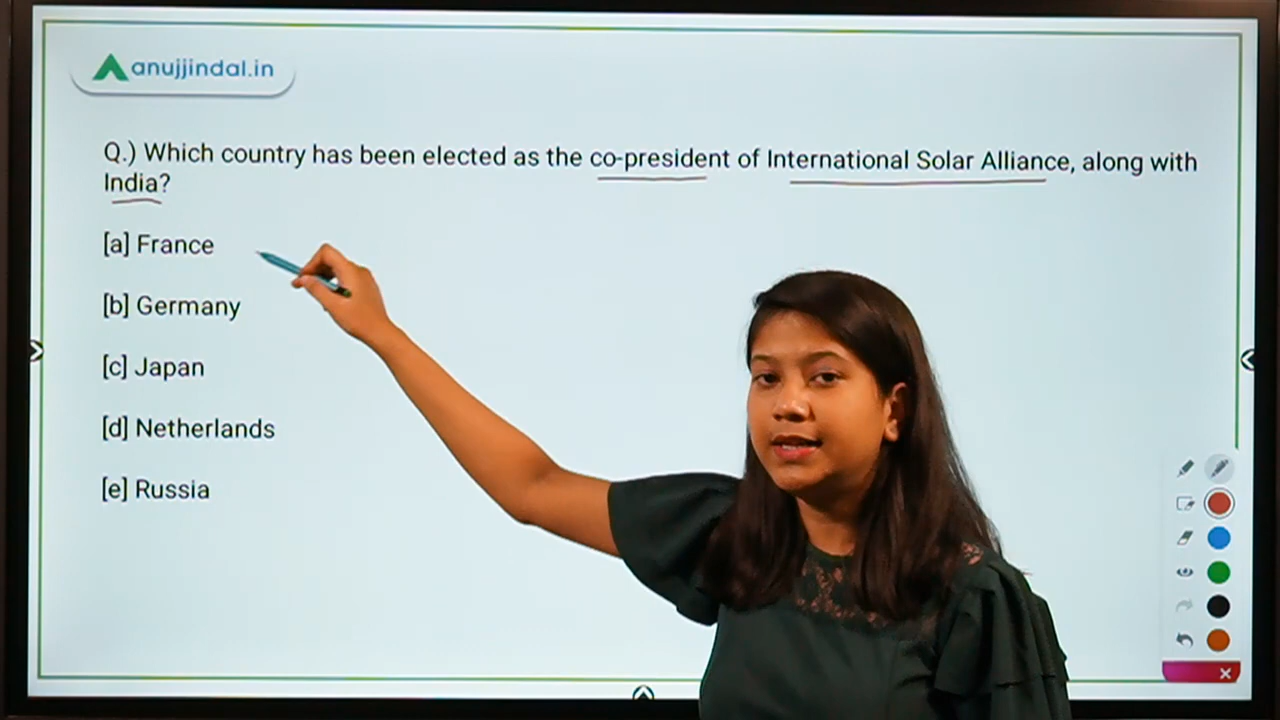 anujjindal.in
Q.) Which country has been elected as the co-president of International Solar Alliance, along with
India?
[a] France
[b] Germany
[c] Japan
[d] Netherlands
[e] Russia